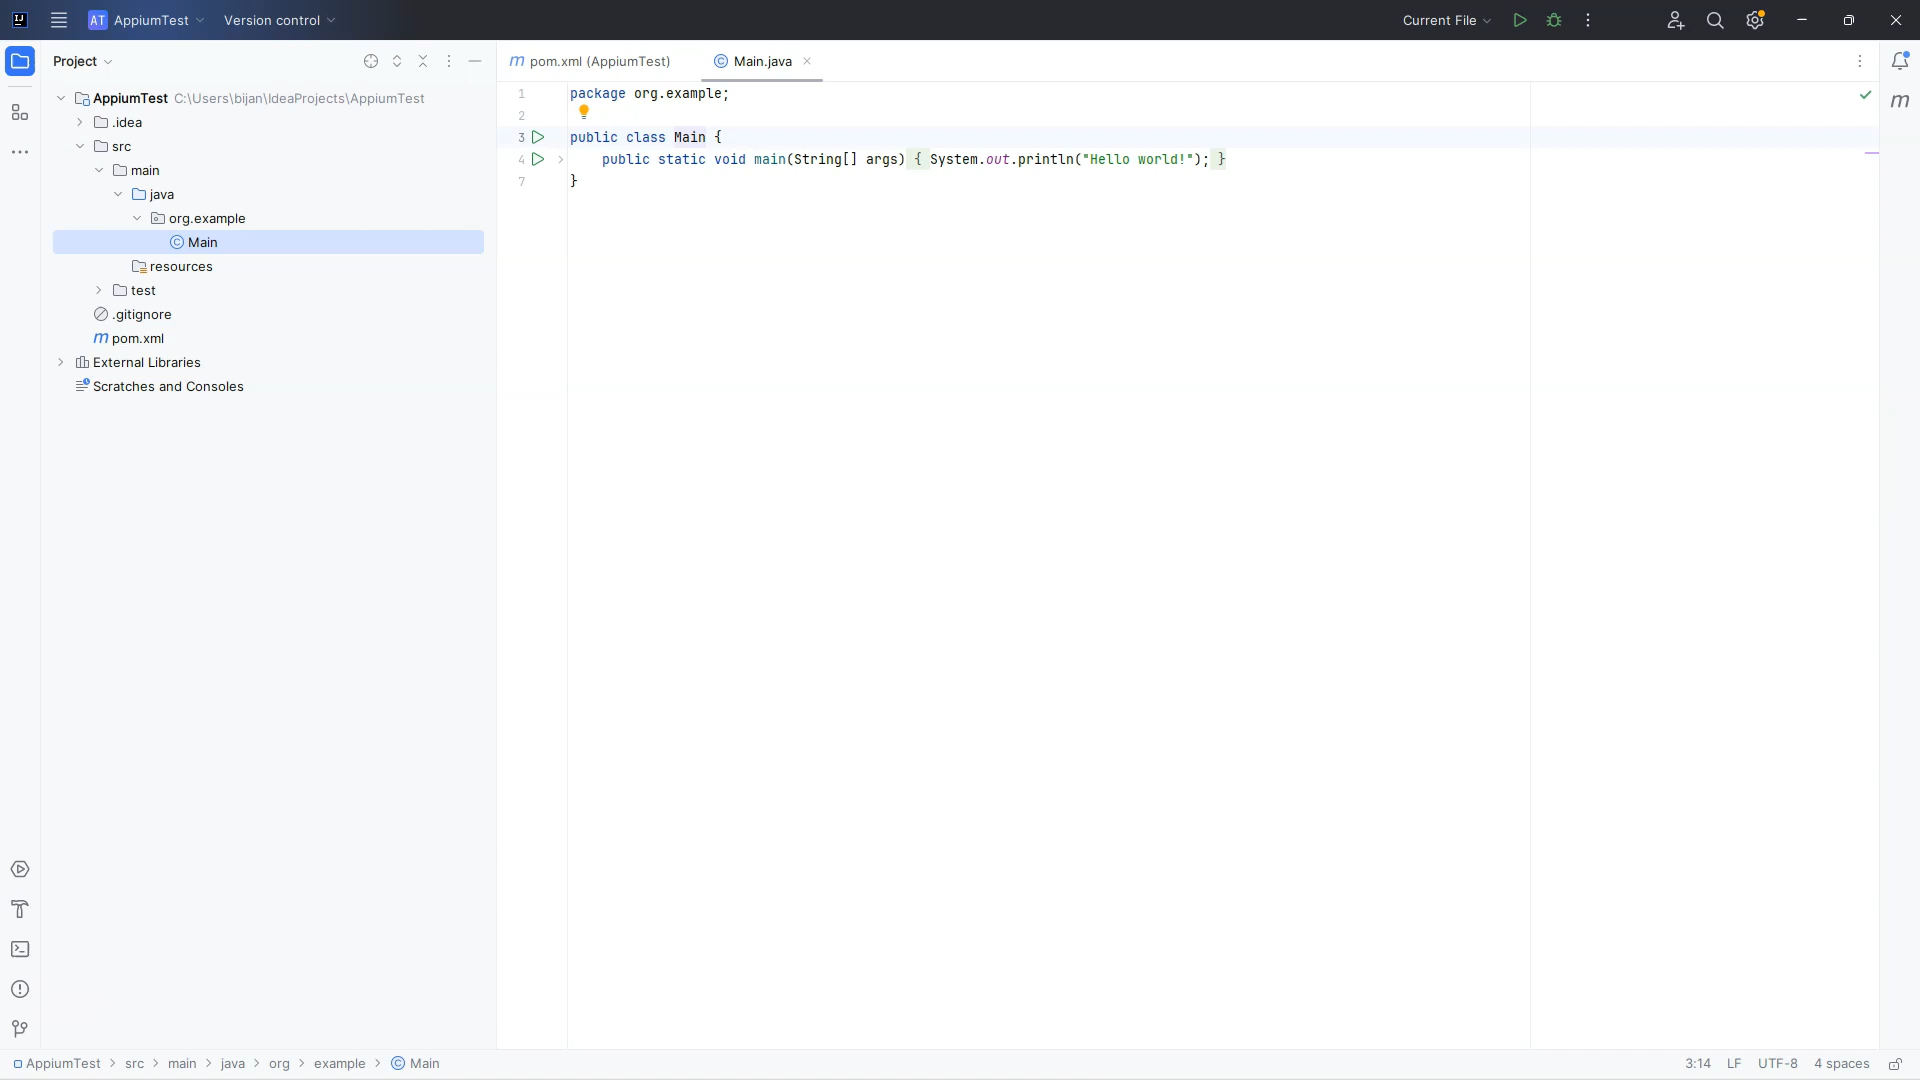 AT AppiumTest Version control Current File
Project
pom.xml (AppiumTest) Main.java
AppiumTest C:\Users\bijan\IdeaProjects\AppiumTest
.idea
src
main
java
org.example
Main
resources
test
.gitignore
pom.xml
External Libraries
Scratches and Consoles
1 package org.example;
2
3 public class Main {
4 public static void main(String[] args) { System.out.println("Hello world!"); }
7 }
AppiumTest > src > main > java > org > example > Main 3:14 LF UTF-8 4 spaces